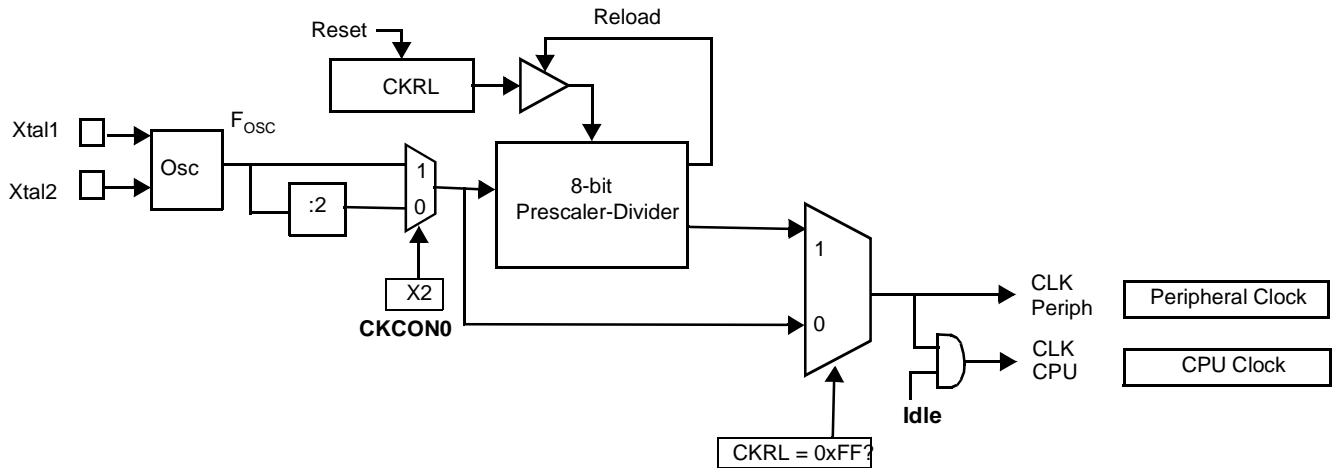 Reload
Reset
CKRL
Xtal1
FOSC
Osc
Xtal2
:2
1
0
8-bit
Prescaler-Divider
X2
CKCON0
1
0
CLK
Periph
Peripheral Clock
CLK
CPU
CPU Clock
Idle
CKRL = 0xFF?